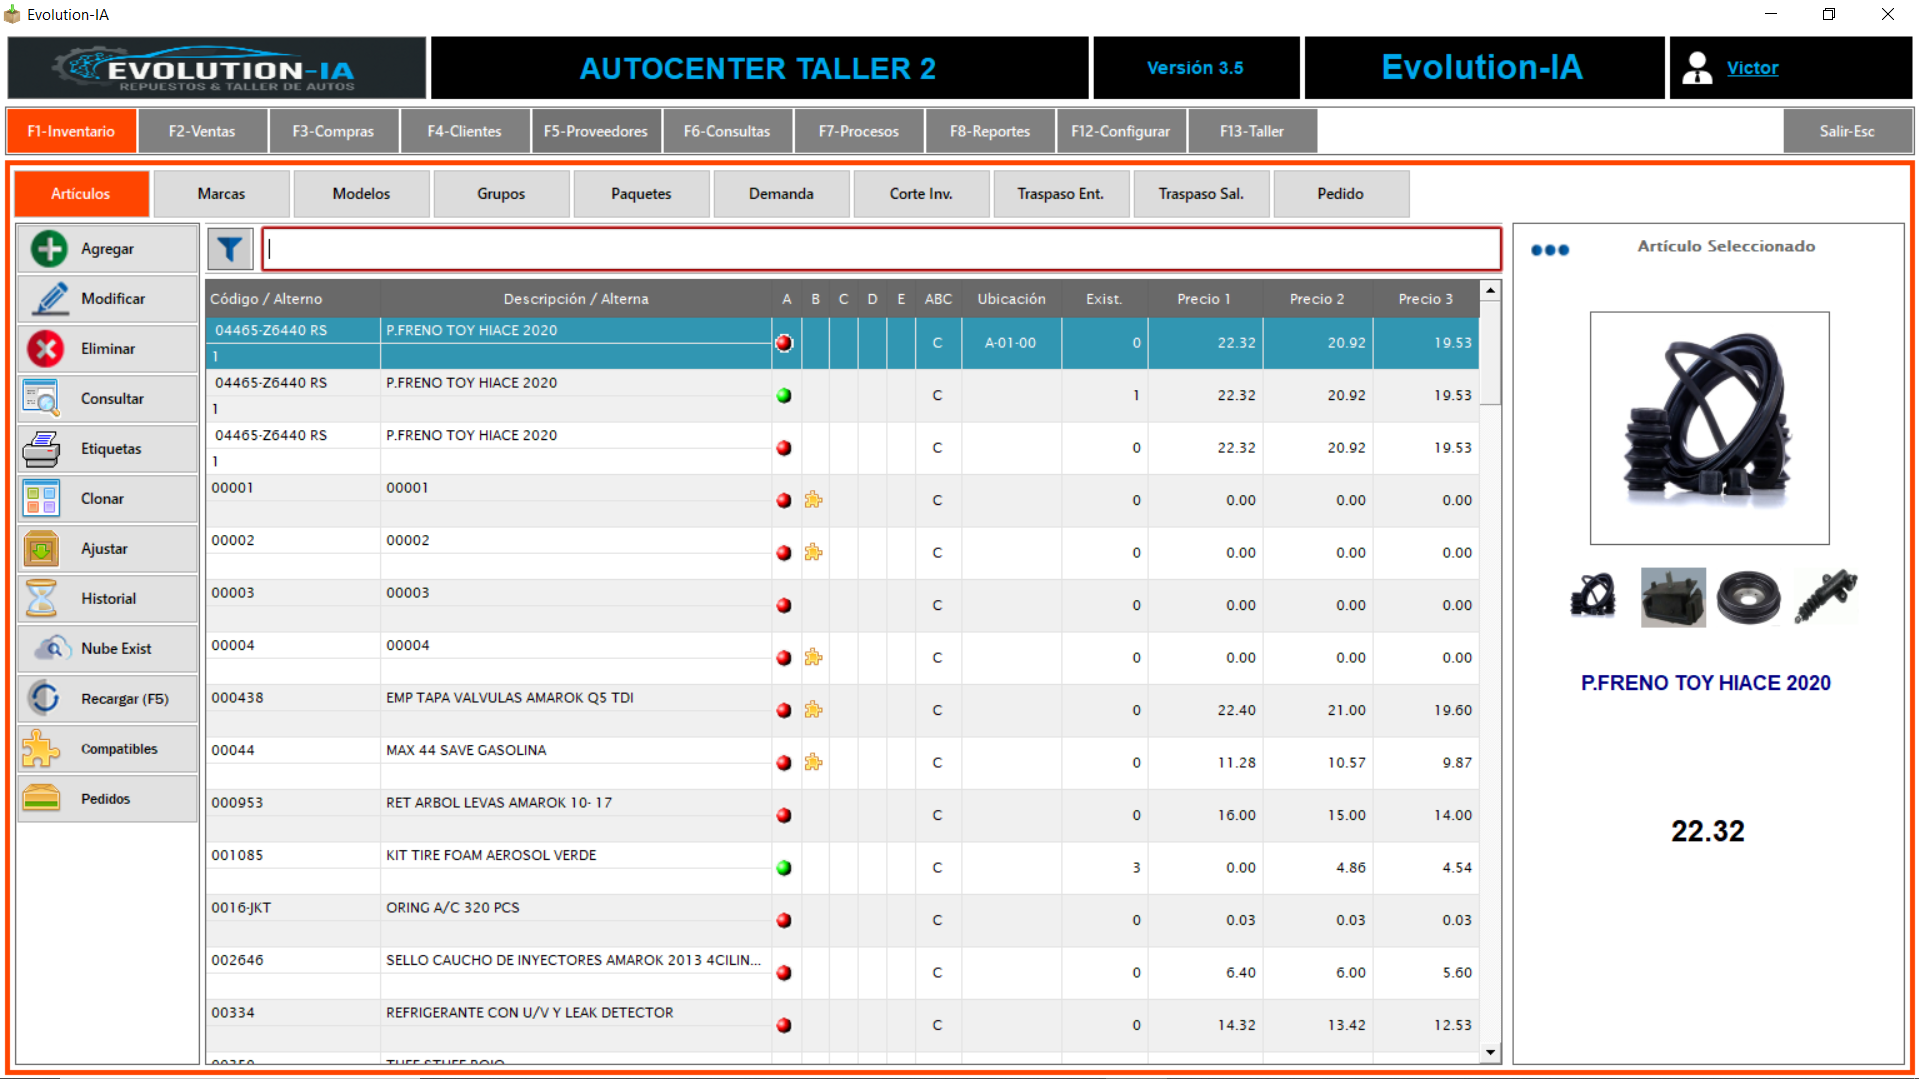 Evolution-IA
EVOLUTION-IA
REPUESTOS & TALLER DE AUTOS
AUTOCENTER TALLER 2
Versión 3.5
Evolution-IA
Victor
F1-Inventario F2-Ventas F3-Compras F4-Clientes F5-Proveedores F6-Consultas F7-Procesos F8-Reportes F12-Configurar F13-Taller Salir-Esc
Artículos Marcas Modelos Grupos Paquetes Demanda Corte Inv. Traspaso Ent. Traspaso Sal. Pedido
Agregar
Modificar
Eliminar
Consultar
Etiquetas
Clonar
Ajustar
Historial
Nube Exist
Recargar (F5)
Compatibles
Pedidos
Código / Alterno Descripción / Alterna A B C D E ABC Ubicación Exist. Precio 1 Precio 2 Precio 3
04465-Z6440 RS P.FRENO TOY HIACE 2020
1 C A-01-00 0 22.32 20.92 19.53
04465-Z6440 RS P.FRENO TOY HIACE 2020
1 C 1 22.32 20.92 19.53
04465-Z6440 RS P.FRENO TOY HIACE 2020
1 C 0 22.32 20.92 19.53
00001 00001 C 0 0.00 0.00 0.00
00002 00002 C 0 0.00 0.00 0.00
00003 00003 C 0 0.00 0.00 0.00
00004 00004 C 0 0.00 0.00 0.00
000438 EMP TAPA VALVULAS AMAROK Q5 TDI C 0 22.40 21.00 19.60
00044 MAX 44 SAVE GASOLINA C 0 11.28 10.57 9.87
000953 RET ARBOL LEVAS AMAROK 10- 17 C 0 16.00 15.00 14.00
001085 KIT TIRE FOAM AEROSOL VERDE C 3 0.00 4.86 4.54
0016-JKT ORING A/C 320 PCS C 0 0.03 0.03 0.03
002646 SELLO CAUCHO DE INYECTORES AMAROK 2013 4CILIN... C 0 6.40 6.00 5.60
00334 REFRIGERANTE CON U/V Y LEAK DETECTOR C 0 14.32 13.42 12.53
Artículo Seleccionado
P.FRENO TOY HIACE 2020
22.32